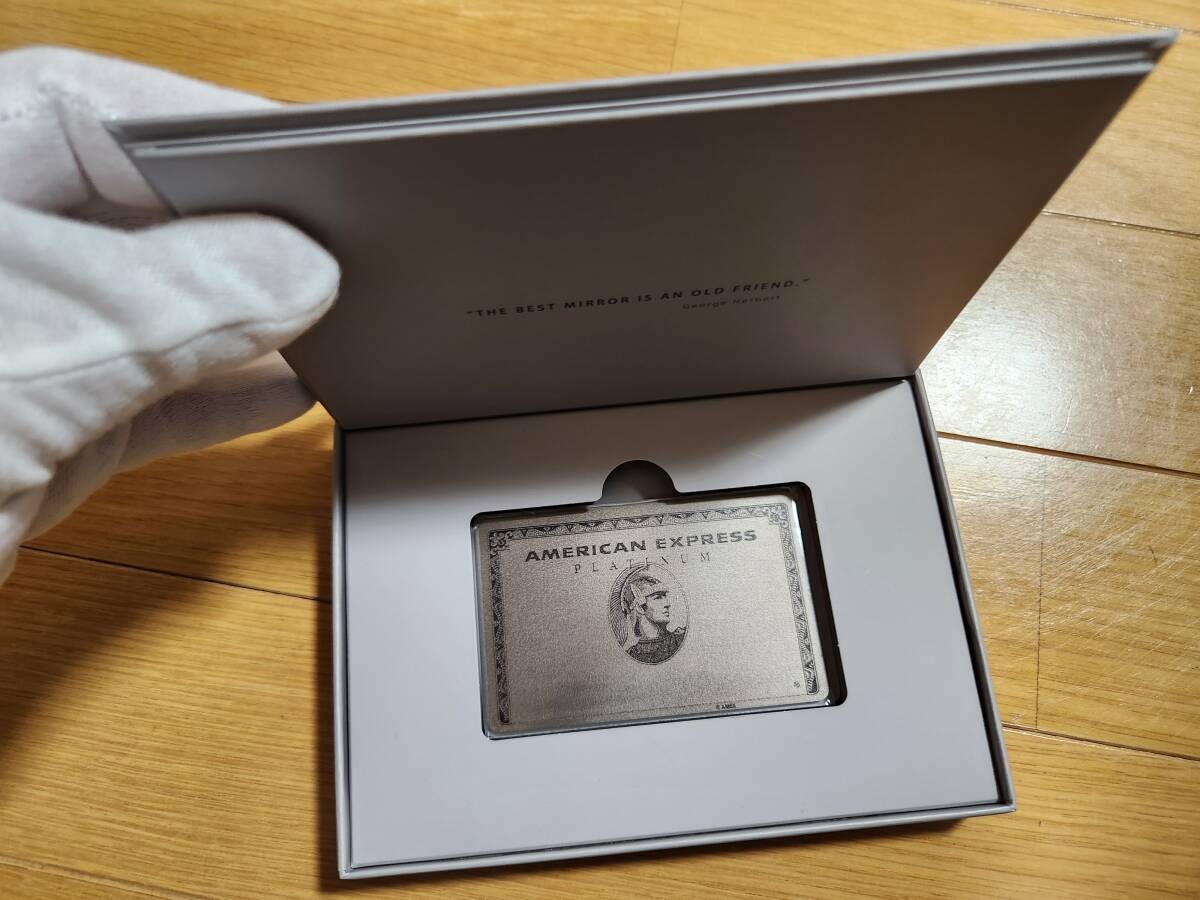 "THE BEST MIRROR IS AN OLD FRIEND."
George Herbert
AMERICAN EXPRESS
PLATINUM
®
© AMEX